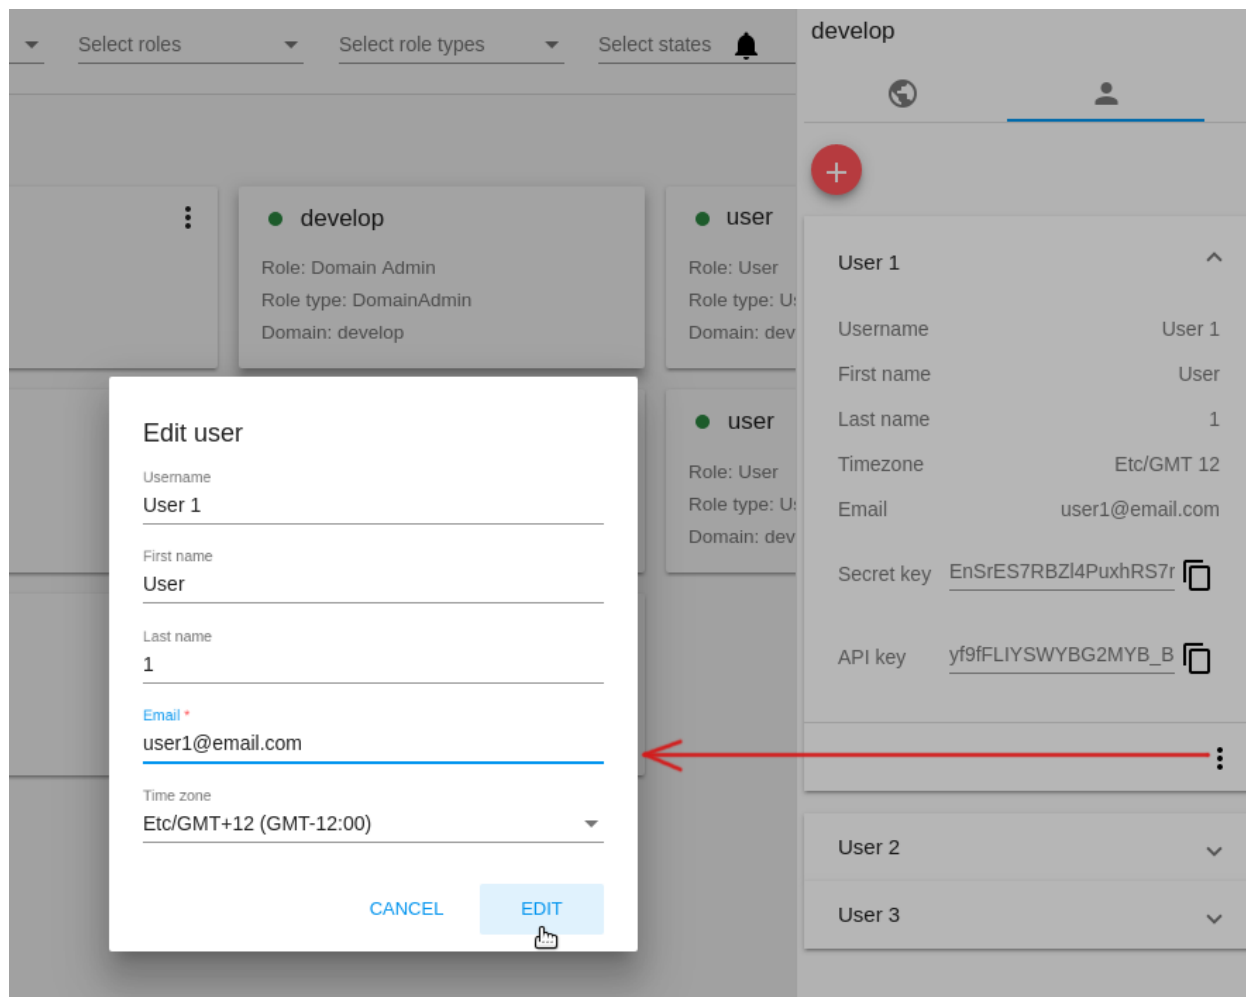 Select roles
Select role types
Select states
develop
develop
Role: Domain Admin
Role type: DomainAdmin
Domain: develop
user
Role: User
Role type:
Domain:
user
Role: User
Role type:
Domain:
Edit user
Username
User 1
First name
User
Last name
1
Email *
user1@email.com
Time zone
Etc/GMT+12 (GMT-12:00)
CANCEL
EDIT
User 1
Username User 1
First name User
Last name 1
Timezone Etc/GMT 12
Email user1@email.com
Secret key
API key
User 2
User 3